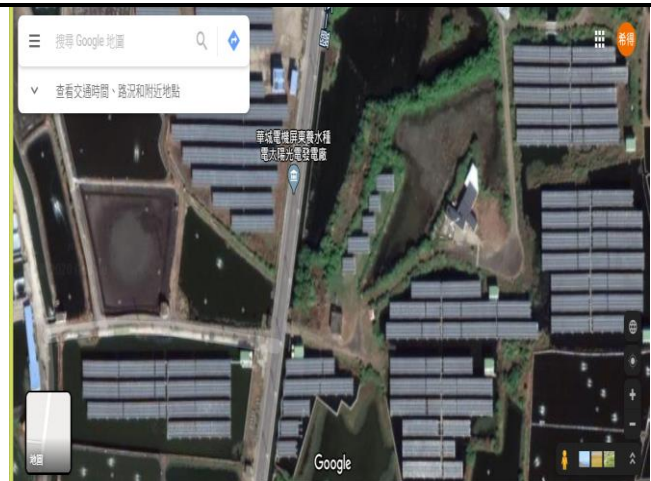 搜尋 Google 地圖
希得
查看交通時間、路況和附近地點
華城電機屏東養水種
電太陽光電發電廠
地圖
Google